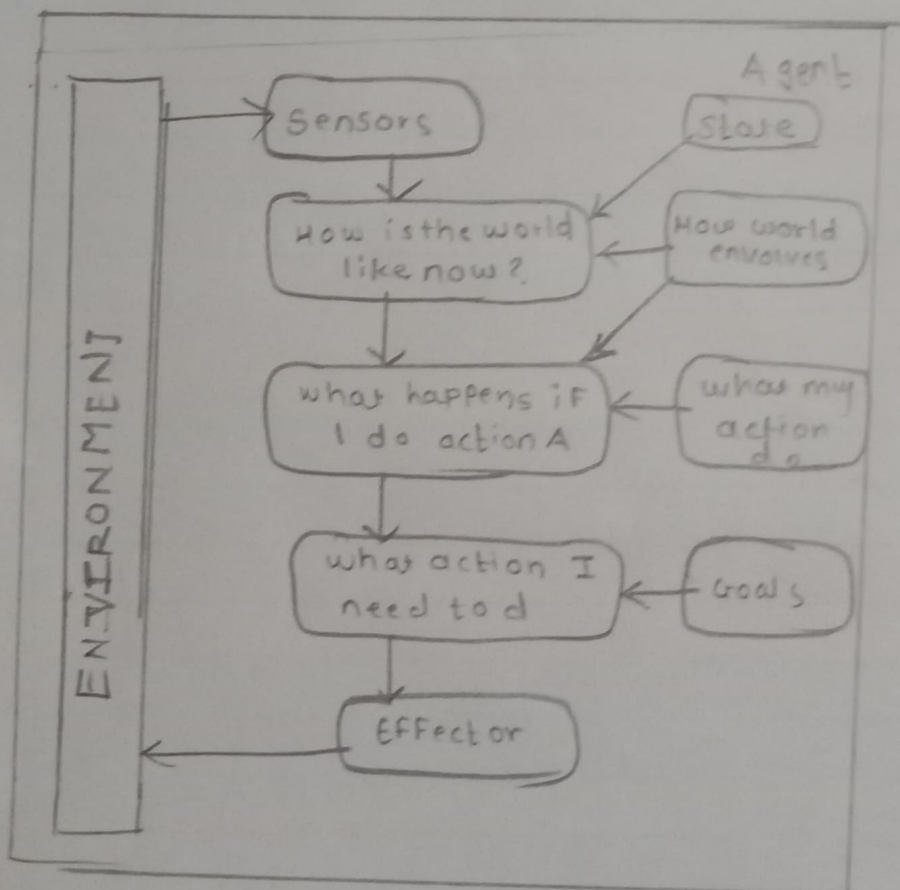 Agent
Sensors
State
How is the world
like now?
How world
envolves
what happens if
I do action A
what my
action
do
what action I
need to d
Goals
Effector
ENVIRONMENT